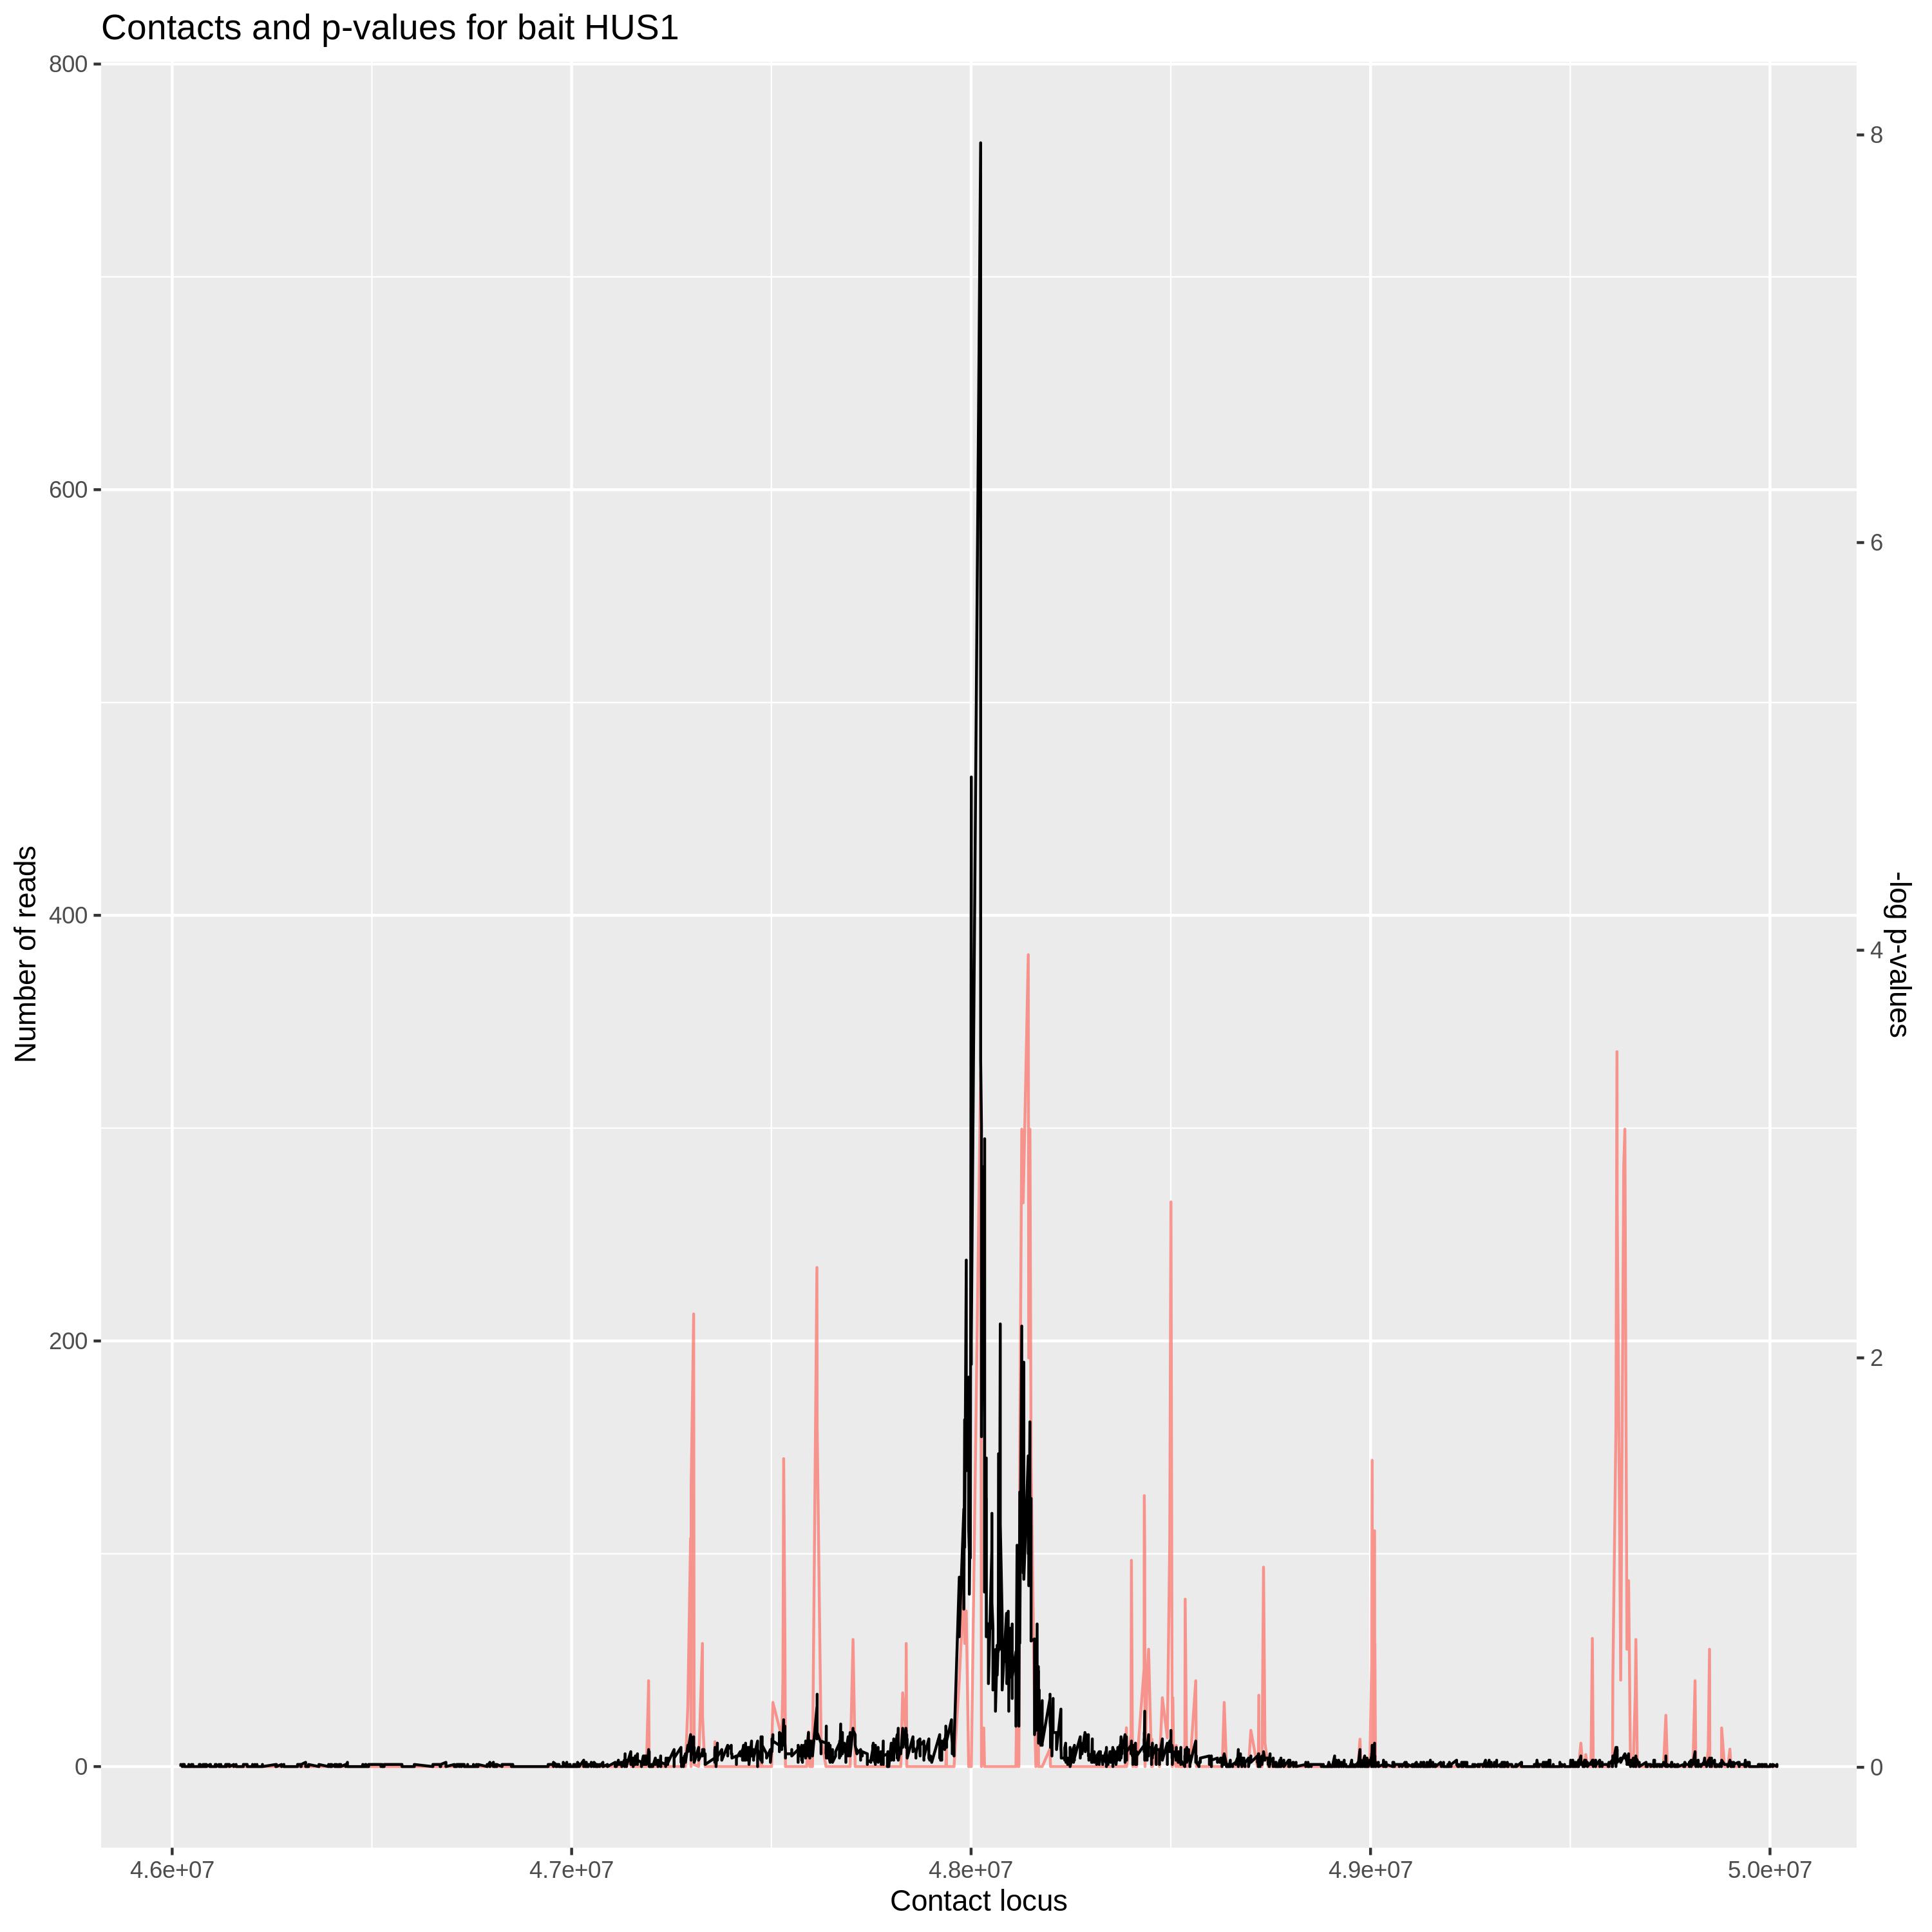 Contacts and p-values for bait HUS1
800
600
400
200
0
Number of reads
8
6
4
2
0
-log p-values
4.6e+07
4.7e+07
4.8e+07
4.9e+07
5.0e+07
Contact locus